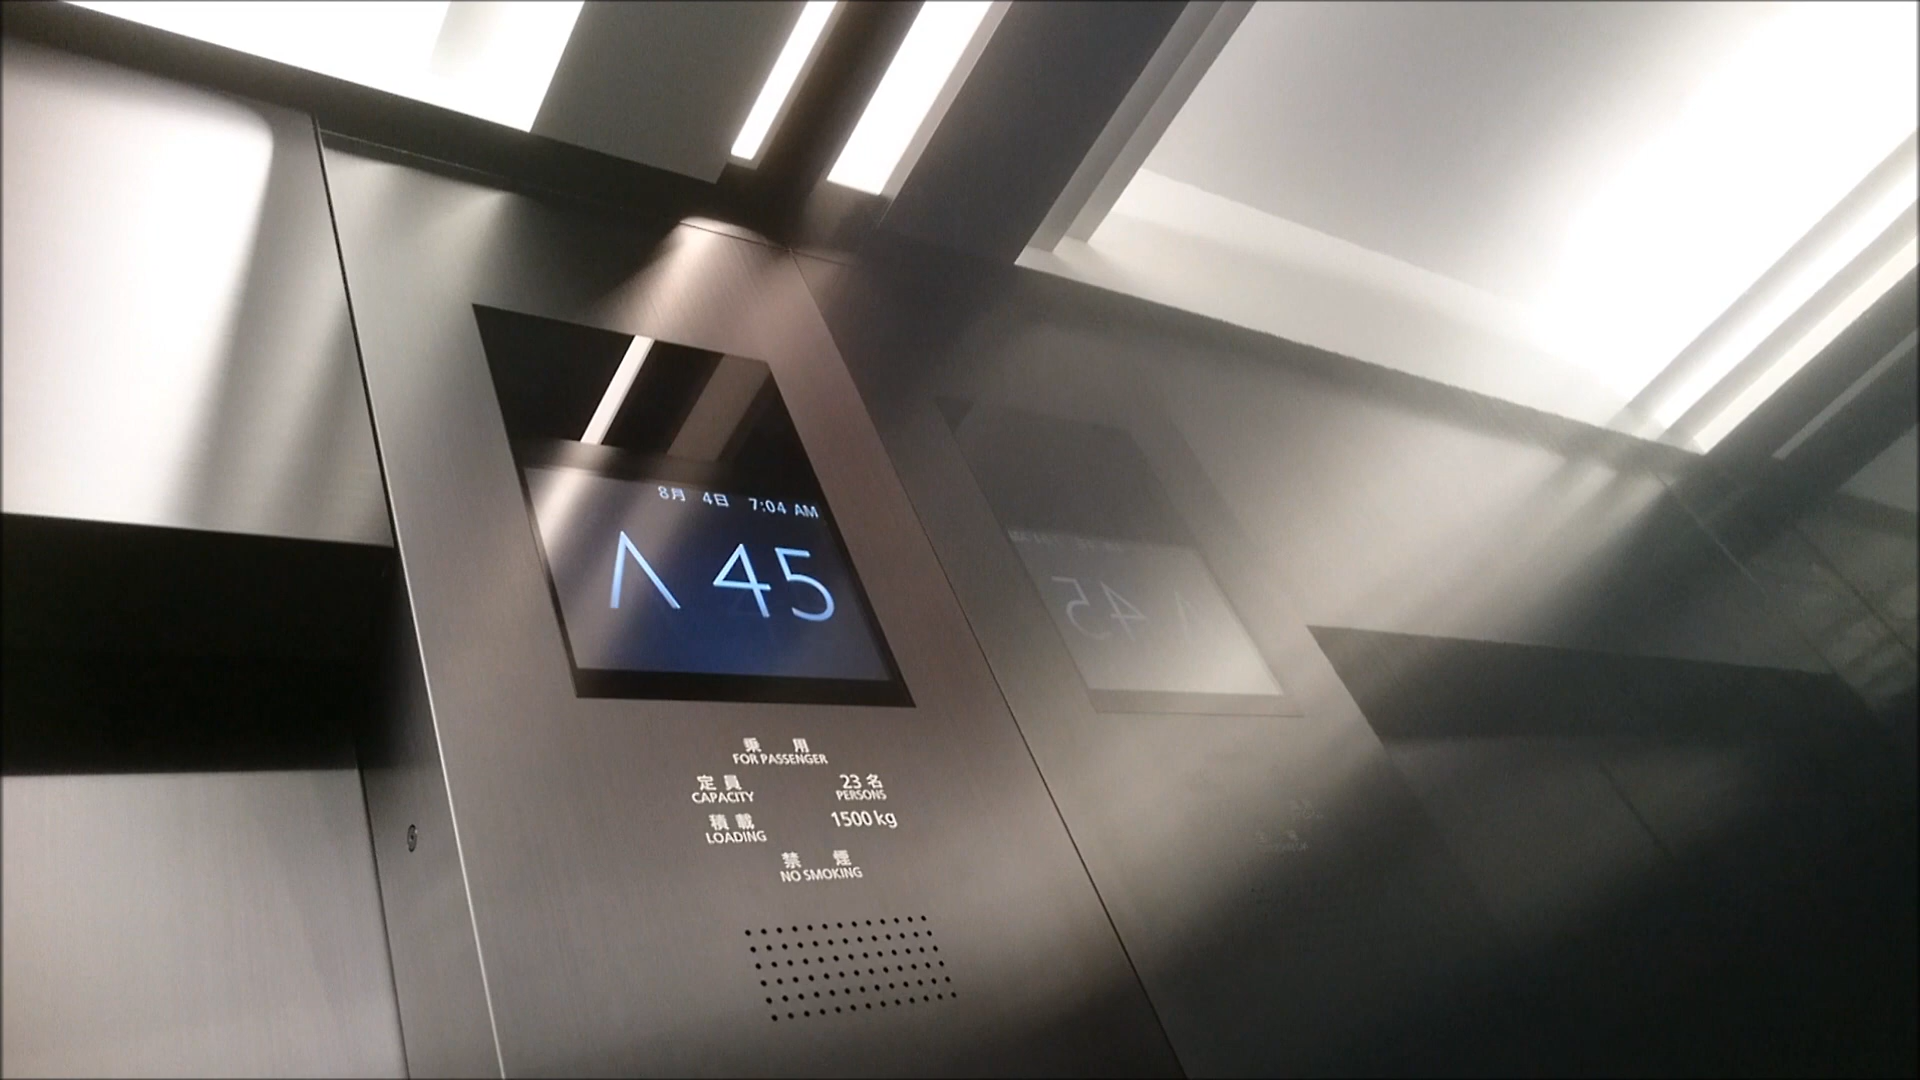 8月 4日 7:04 AM
Λ 45
乗 用
FOR PASSENGER
定 員 23 名
CAPACITY PERSONS
積 載 1500 kg
LOADING
禁 煙
NO SMOKING